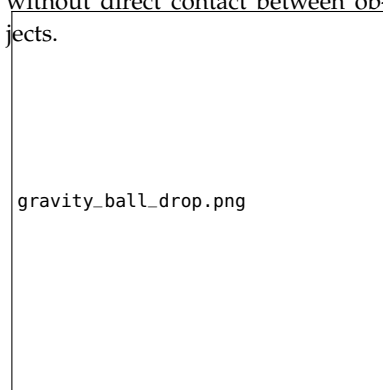 without direct contact between ob-
jects.
gravity_ball_drop.png